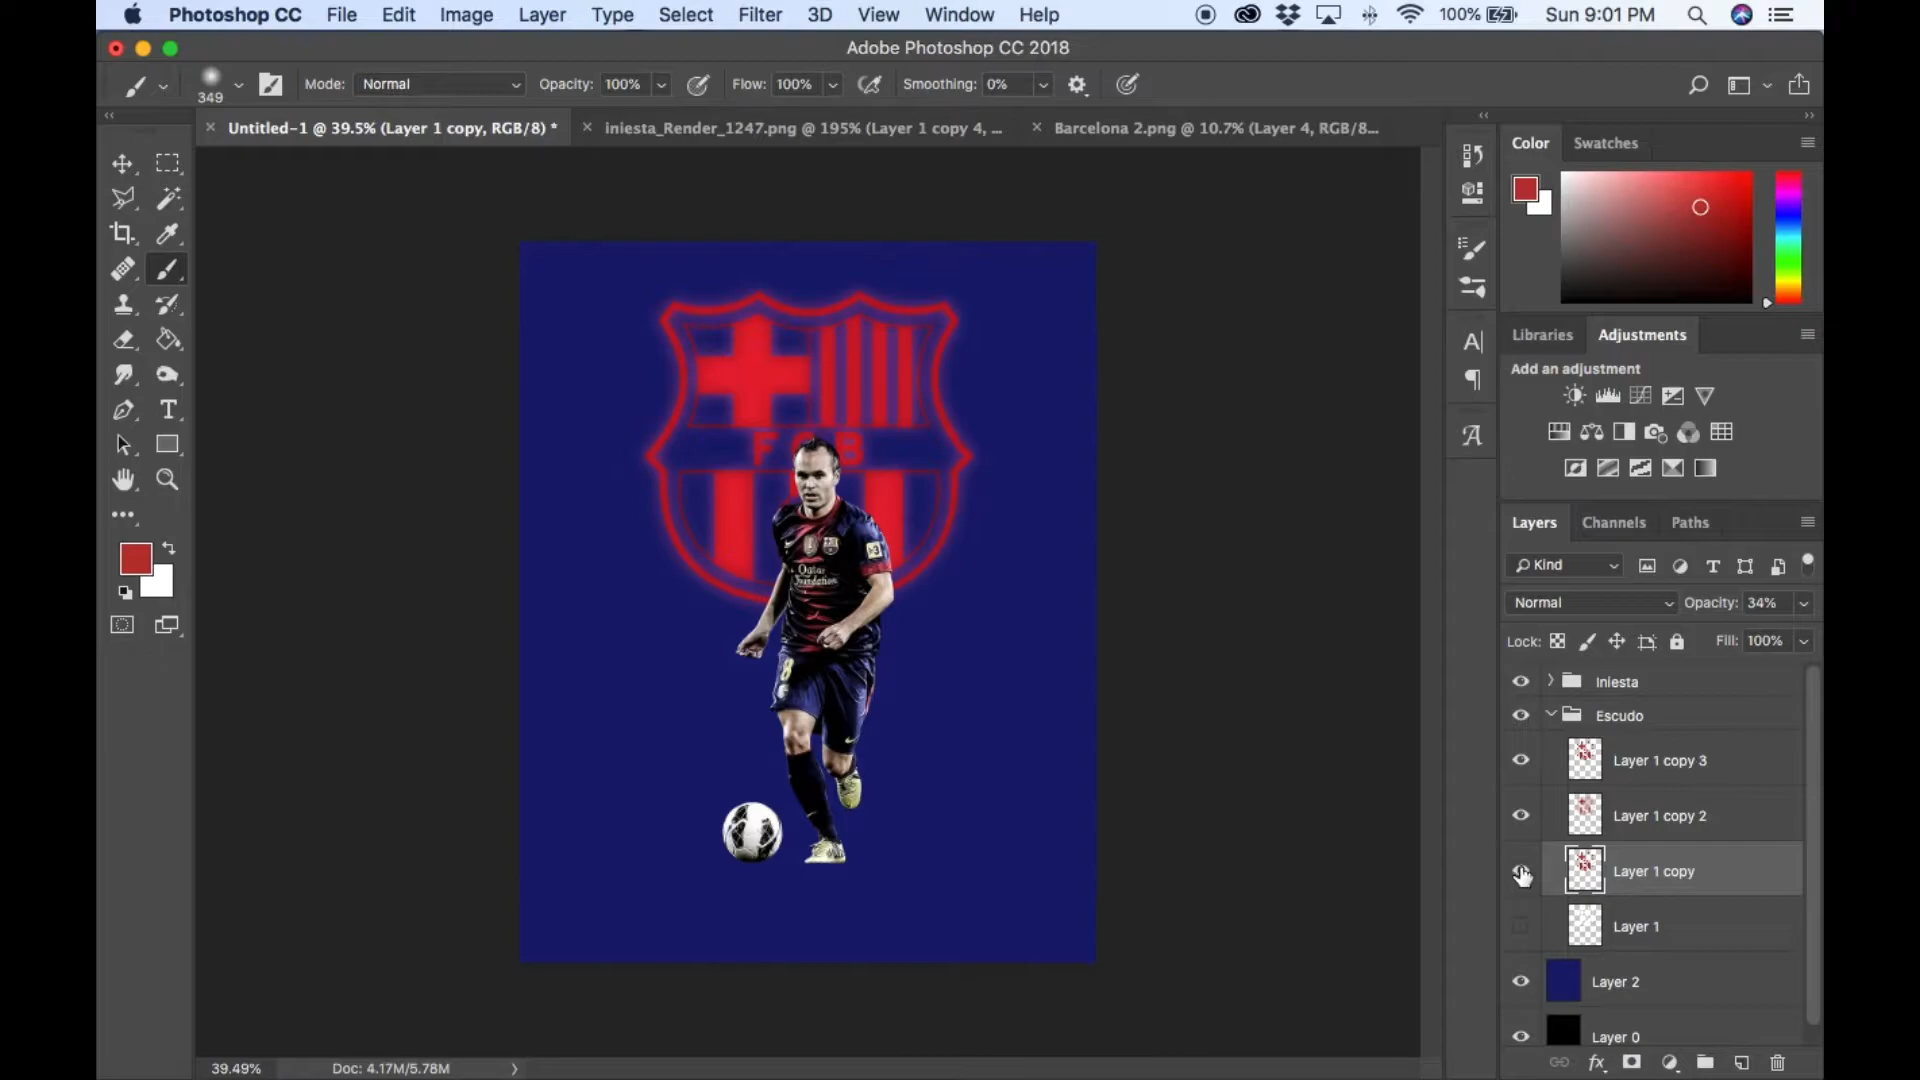 Photoshop CC File Edit Image Layer Type Select Filter 3D View Window Help 100% Sun 9:01 PM
Adobe Photoshop CC 2018
349 Mode: Normal Opacity: 100% Flow: 100% Smoothing: 0%
Untitled-1 @ 39.5% (Layer 1 copy, RGB/8) * iniesta_Render_1247.png @ 195% (Layer 1 copy 4, ... Barcelona 2.png @ 10.7% (Layer 4, RGB/8...
Color Swatches
Libraries Adjustments
Add an adjustment
Layers Channels Paths
Kind
Normal Opacity: 34%
Lock: Fill: 100%
Iniesta
Escudo
Layer 1 copy 3
Layer 1 copy 2
Layer 1 copy
Layer 1
Layer 2
Layer 0
F B
Qatar
Foundation
8
39.49% Doc: 4.17M/5.78M